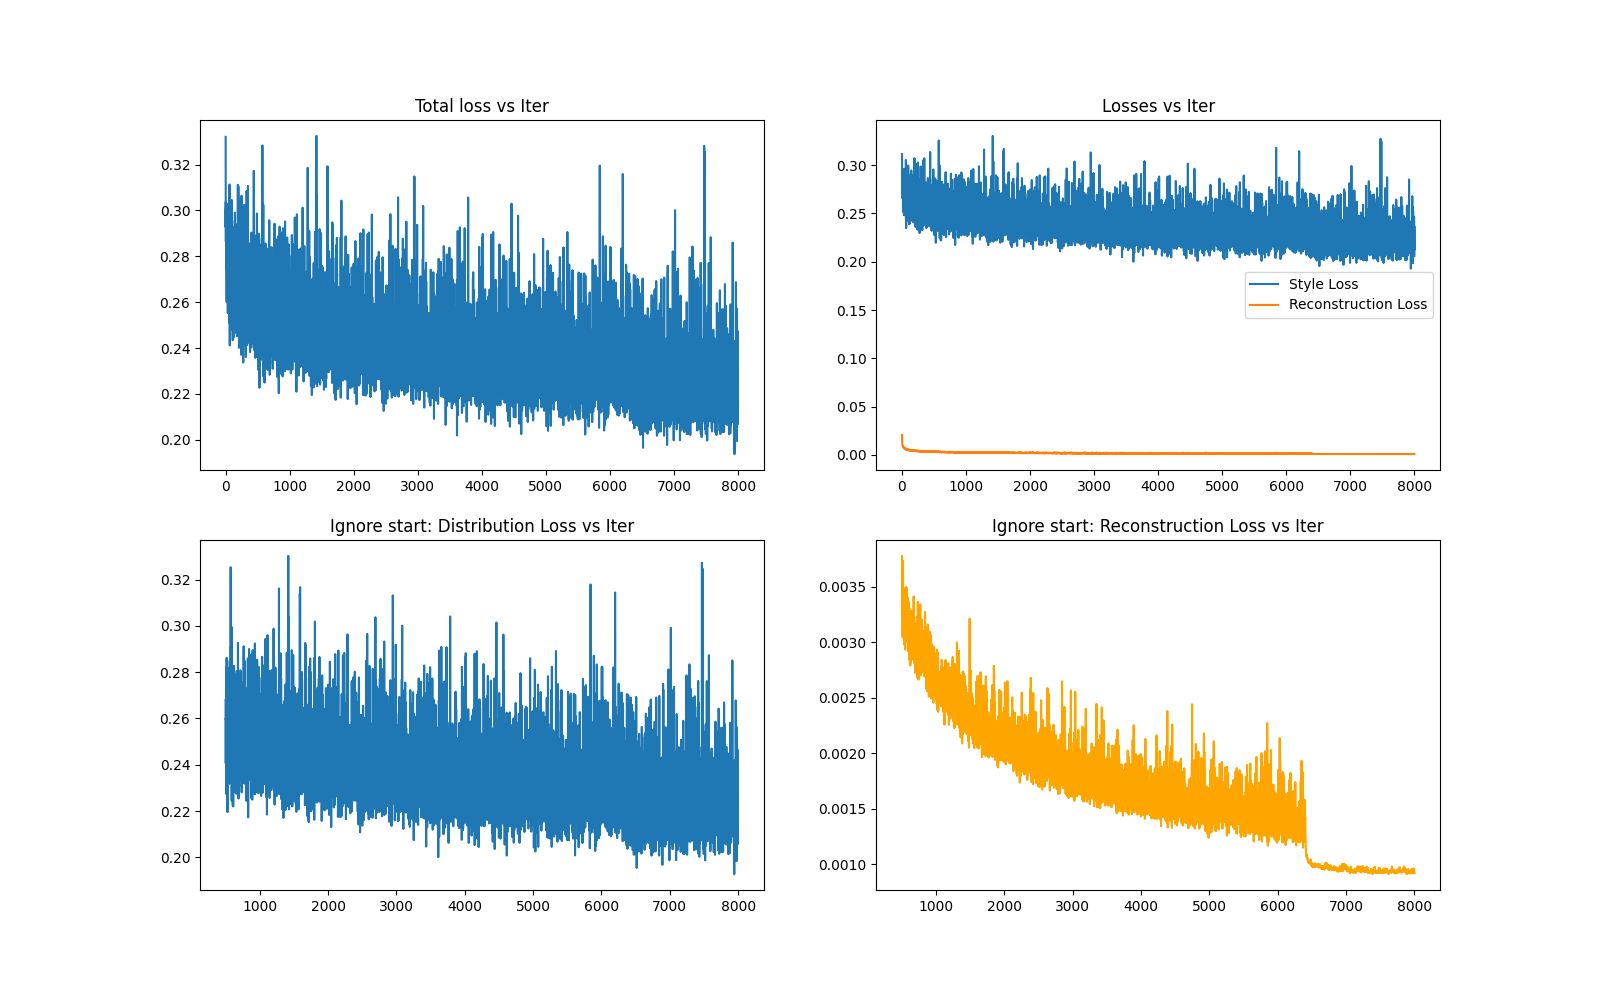 Total loss vs Iter
0.32
0.30
0.28
0.26
0.24
0.22
0.20
0 1000 2000 3000 4000 5000 6000 7000 8000
Losses vs Iter
0.30
0.25
0.20
0.15
0.10
0.05
0.00
Style Loss
Reconstruction Loss
0 1000 2000 3000 4000 5000 6000 7000 8000
Ignore start: Distribution Loss vs Iter
0.32
0.30
0.28
0.26
0.24
0.22
0.20
1000 2000 3000 4000 5000 6000 7000 8000
Ignore start: Reconstruction Loss vs Iter
0.0035
0.0030
0.0025
0.0020
0.0015
0.0010
1000 2000 3000 4000 5000 6000 7000 8000